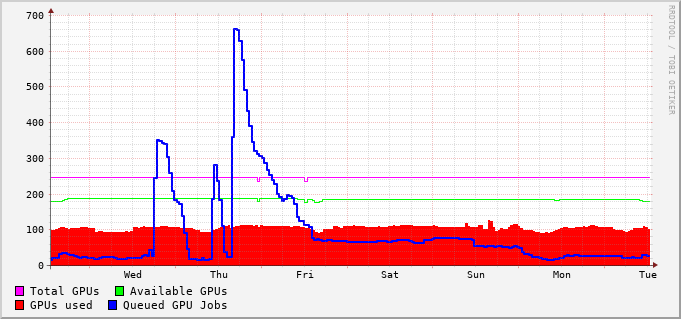 700
600
500
400
300
200
100
0
Wed Thu Fri Sat Sun Mon Tue
Total GPUs Available GPUs
GPUs used Queued GPU Jobs
RRDTOOL / TOBI OETIKER